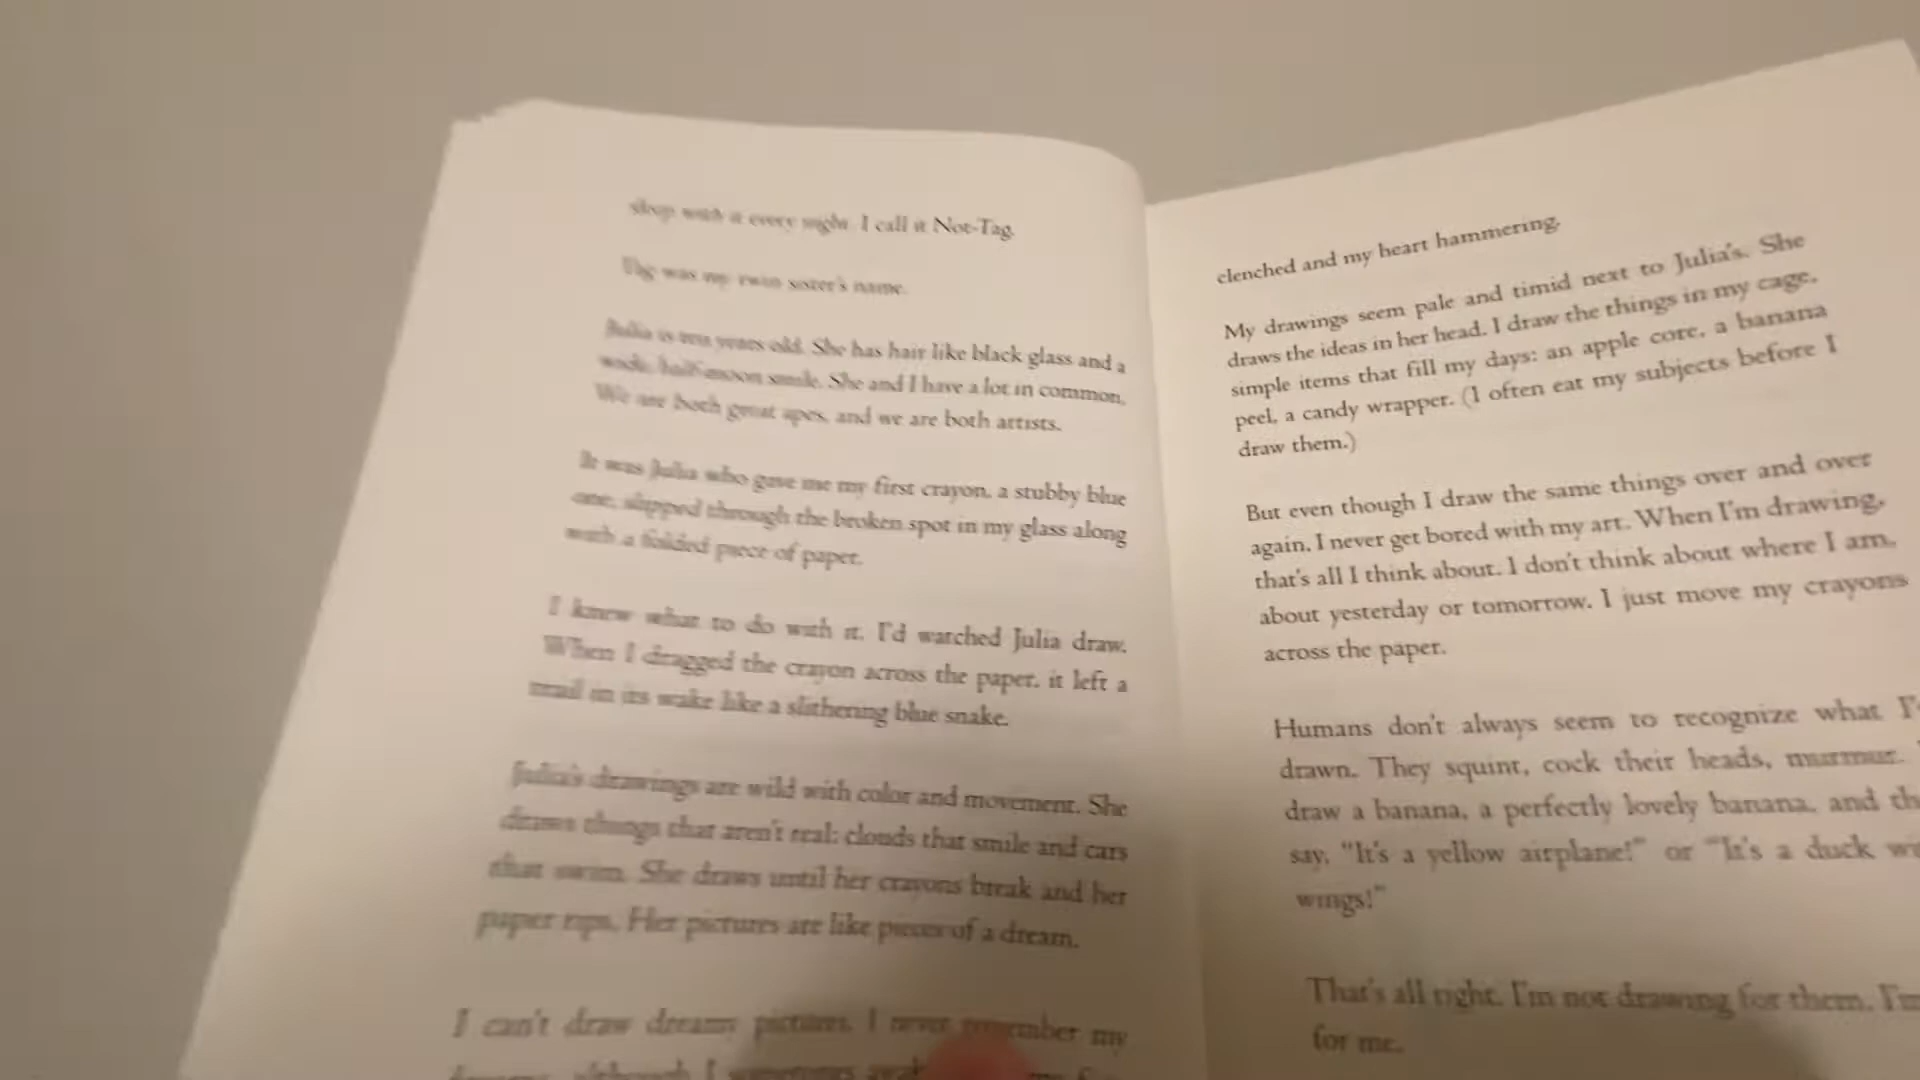 sleep with it every night. I call it Not-Tag.
Tag was my twin sister's name.
Julia is ten years old. She has hair like black glass and a
wide, half-moon smile. She and I have a lot in common.
We are both great apes, and we are both artists.
It was Julia who gave me my first crayon, a stubby blue
one, slipped through the broken spot in my glass along
with a folded piece of paper.
I knew what to do with it. I'd watched Julia draw.
When I dragged the crayon across the paper, it left a
trail in its wake like a slithering blue snake.
Julia's drawings are wild with color and movement. She
draws things that aren't real: clouds that smile and cars
that swim. She draws until her crayons break and her
paper rips. Her pictures are like pieces of a dream.
I can't draw dreamy pictures. I never remember my
although I sometimes
clenched and my heart hammering.
My drawings seem pale and timid next to Julia's. She
draws the ideas in her head. I draw the things in my cage,
simple items that fill my days: an apple core, a banana
peel, a candy wrapper. (I often eat my subjects before I
draw them.)
But even though I draw the same things over and over
again, I never get bored with my art. When I'm drawing,
that's all I think about. I don't think about where I am,
about yesterday or tomorrow. I just move my crayons
across the paper.
Humans don't always seem to recognize what
drawn. They squint, cock their heads, murmur.
draw a banana, a perfectly lovely banana, and
say, "It's a yellow airplane!" or "It's a duck
wings!"
That's all right. I'm not drawing for them. I'm
for me.